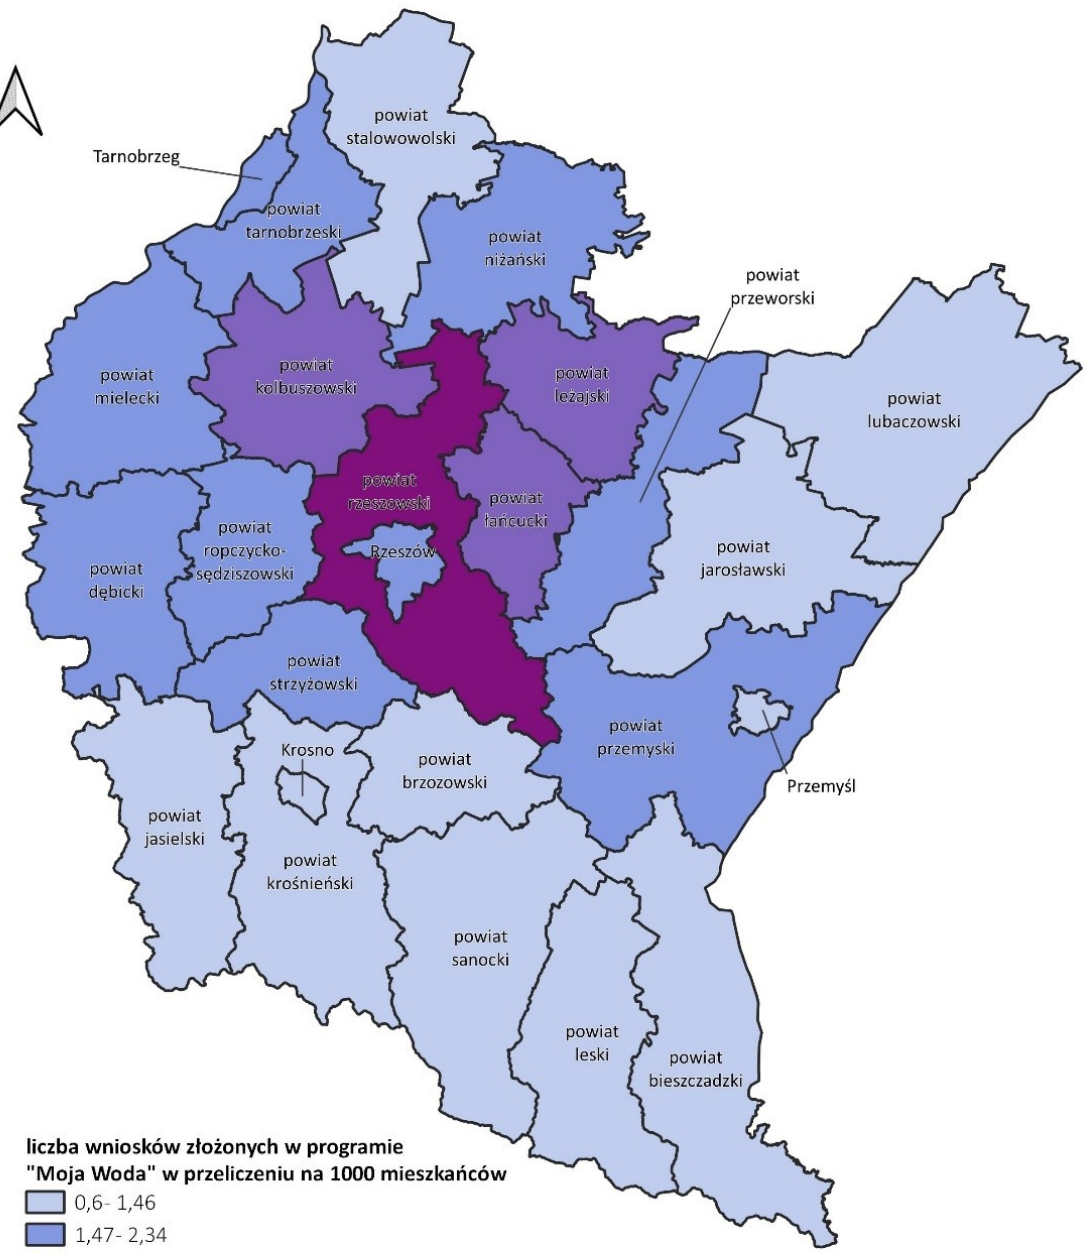 powiat
stalowowolski
Tarnobrzeg
powiat
tarnobrzeski
powiat
niżański
powiat
przeworski
powiat
mielecki
powiat
kolbuszowski
powiat
leżajski
powiat
lubaczowski
powiat
rzeszowski
powiat
łańcucki
powiat
ropczycko-
sędziszowski
Rzeszów
powiat
jarosławski
powiat
dębicki
powiat
strzyżowski
powiat
przemyski
Krosno
powiat
brzozowski
Przemyśl
powiat
jasielski
powiat
krośnieński
powiat
sanocki
powiat
leski
powiat
bieszczadzki
liczba wniosków złożonych w programie
"Moja Woda" w przeliczeniu na 1000 mieszkańców
0,6- 1,46
1,47- 2,34